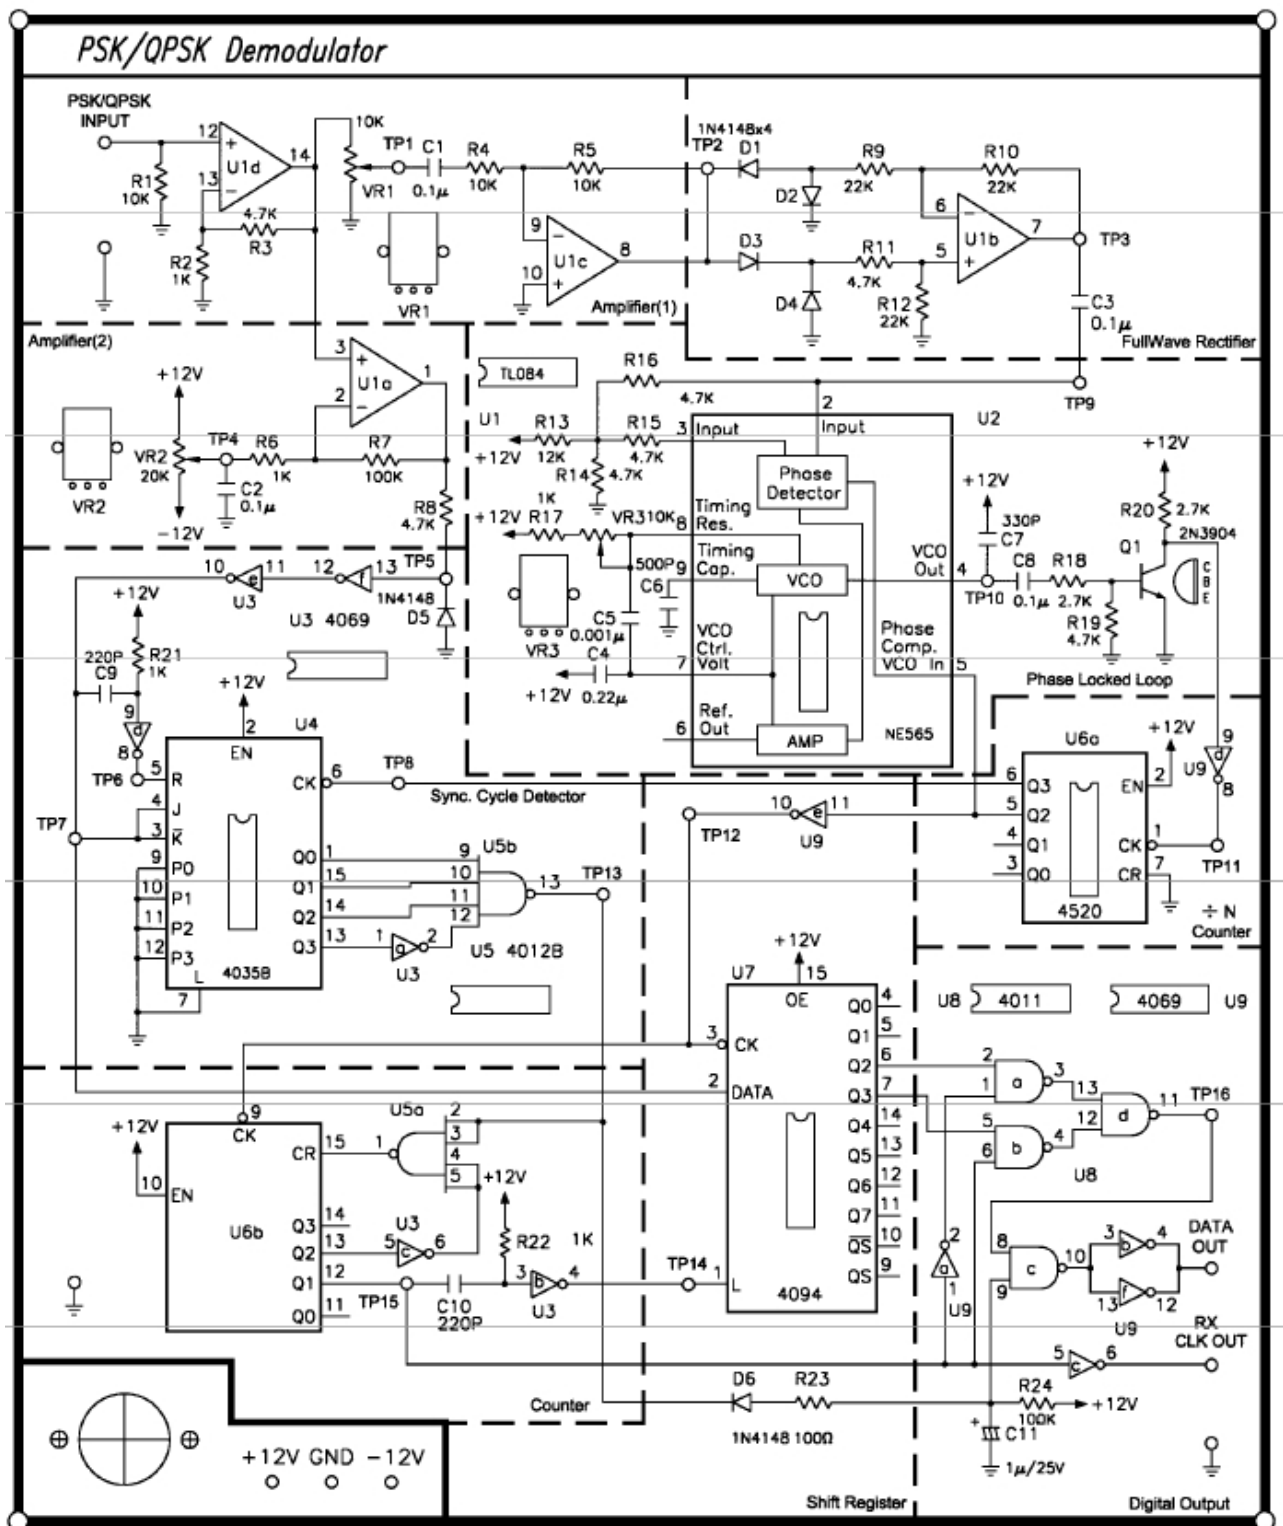 PSK/QPSK Demodulator
PSK/QPSK
INPUT
12
+
U1d
14
13
−
R1
10K
4.7K
R3
R2
1K
10K
VR1
TP1
C1
0.1μ
R4
10K
R5
10K
9
−
U1c
8
10
+
VR1
Amplifier(1)
1N4148x4
TP2
D1
D2
D3
D4
R9
22K
R10
22K
6
−
U1b
7
5
+
R11
4.7K
R12
22K
TP3
C3
0.1μ
FullWave Rectifier
Amplifier(2)
+12V
VR2
20K
−12V
VR2
TP4
C2
0.1μ
R6
1K
R7
100K
3
+
U1a
1
2
−
R8
4.7K
TL084
U1
R16
4.7K
TP9
R13
12K
+12V
R15
4.7K
R14
4.7K
1K
+12V
R17
VR3
10K
VR3
500P
C6
C5
0.001μ
C4
0.22μ
+12V
U2
2
Input
3
Input
Phase
Detector
8
Timing
Res.
9
Timing
Cap.
VCO
VCO
Out
4
7
VCO
Ctrl.
Volt
Phase
Comp.
VCO In
5
6
Ref.
Out
AMP
NE565
+12V
330P
C7
TP10
C8
0.1μ
R18
2.7K
R19
4.7K
+12V
R20
2.7K
2N3904
Q1
C
B
E
Phase Locked Loop
TP5
1N4148
D5
10
e
11
U3
12
f
13
U3 4069
+12V
R21
1K
220P
C9
9
d
8
TP6
TP7
+12V
2
EN
U4
5
R
4
J
3
K̅
9
P0
10
P1
11
P2
12
P3
L
7
4035B
CK
6
TP8
Sync. Cycle Detector
Q0
1
Q1
15
Q2
14
Q3
13
1
a
2
U3
9
10
11
12
U5b
13
TP13
U5 4012B
TP12
10
e
11
U9
U6a
6
Q3
5
Q2
4
Q1
3
Q0
EN
2
+12V
CK
1
CR
7
4520
9
d
U9
8
TP11
÷ N
Counter
+12V
U7
15
OE
3
CK
2
DATA
1
L
4094
Q0
4
Q1
5
Q2
6
Q3
7
Q4
14
Q5
13
Q6
12
Q7
11
Q̅S̅
10
QS
9
U8
4011
4069
U9
2
1
a
3
5
6
b
4
13
12
d
11
TP16
U8
8
9
c
10
3
b
4
13
f
12
U9
DATA
OUT
2
a
1
U9
RX
CLK OUT
5
c
6
9
CK
+12V
10
EN
U6b
CR
15
Q3
14
Q2
13
Q1
12
Q0
11
U5a
1
2
3
4
5
U3
5
c
6
+12V
R22
1K
TP15
C10
220P
3
b
4
U3
TP14
D6
R23
1N4148
100Ω
R24
100K
+12V
+
C11
1μ/25V
Counter
Shift Register
Digital Output
+12V
GND
−12V